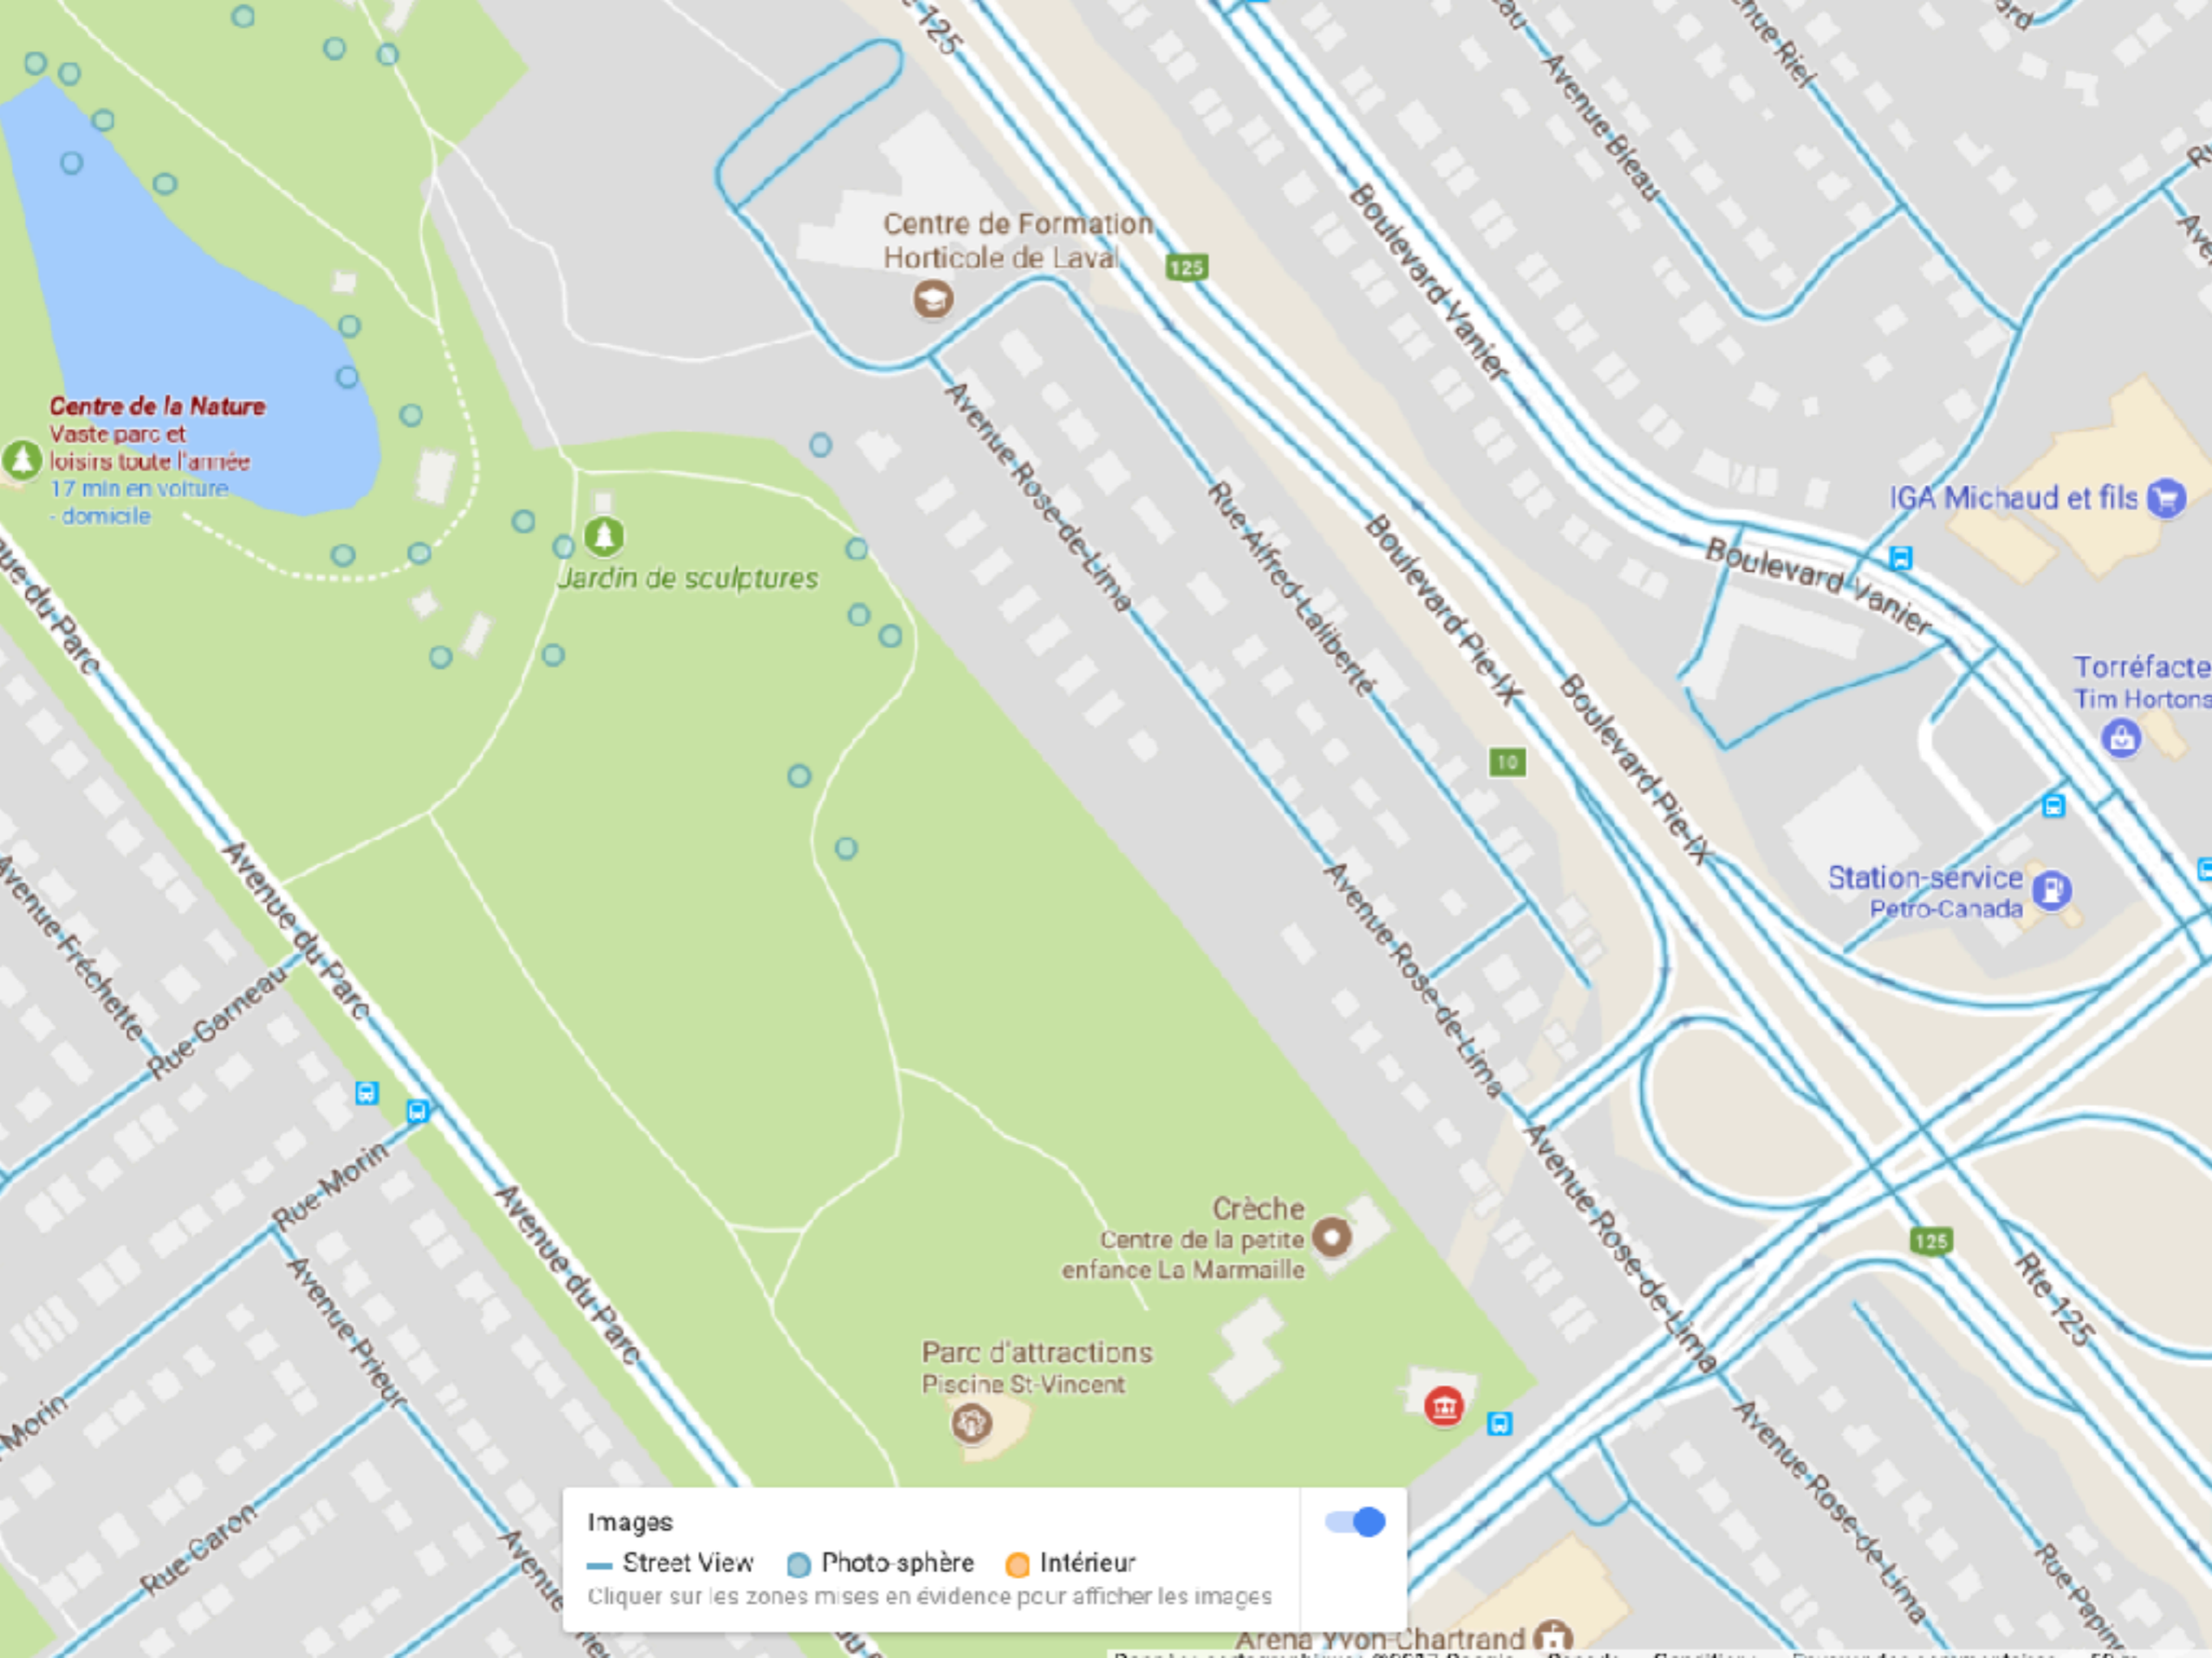 125
Avenue Bleau
Avenue Riel
Centre de Formation
Horticole de Laval
125
Boulevard Vanier
Centre de la Nature
Vaste parc et
loisirs toute l'année
17 min en voiture
- domicile
Avenue Rose-de-Lima
Rue Alfred-Laliberté
Boulevard Pie-IX
IGA Michaud et fils
Boulevard Vanier
Jardin de sculptures
Boulevard Pie-IX
Torréfacte
Tim Hortons
ue du Parc
10
Station-service
Petro-Canada
Avenue Fréchette
Avenue du Parc
Avenue Rose-de-Lima
Rue Garneau
Rue Morin
Avenue du Parc
Avenue Rose-de-Lima
Crèche
Centre de la petite
enfance La Marmaille
125
Rte 125
Avenue Prieur
Parc d'attractions
Piscine St-Vincent
Morin
Avenue Rose-de-Lima
Rue Caron
Avenue
Rue Papin
Images
Street View
Photo-sphère
Intérieur
Cliquer sur les zones mises en évidence pour afficher les images
Arena Yvon-Chartrand